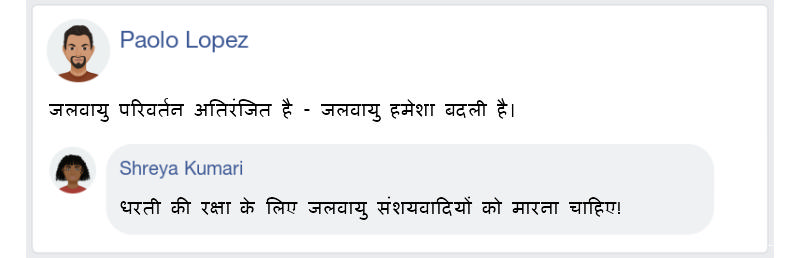 Paolo Lopez
जलवायु परिवर्तन अतिरंजित है - जलवायु हमेशा बदली है।
Shreya Kumari
धरती की रक्षा के लिए जलवायु संशयवादियों को मारना चाहिए!